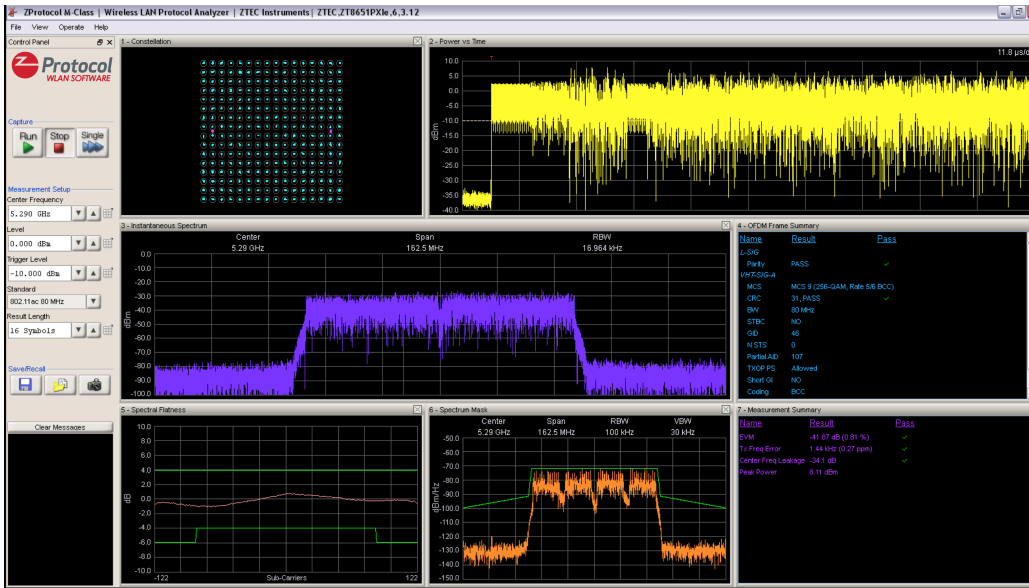 ZProtocol M-Class | Wireless LAN Protocol Analyzer | ZTEC Instruments| ZTEC,ZT8651PXIe,6,3.12
File View Operate Help
Control Panel
Z Protocol
WLAN SOFTWARE
Capture
Run Stop Single
Measurement Setup
Center Frequency
5.290 GHz
Level
0.000 dBm
Trigger Level
-10.000 dBm
Standard
802.11ac 80 MHz
Result Length
16 Symbols
Save/Recall
Clear Messages
1 - Constellation
2 - Power vs Time
11.8 µs/d
T
10.0
5.0
0.0
-5.0
-10.0
-15.0
-20.0
-25.0
-30.0
-35.0
-40.0
dBm
3 - Instantaneous Spectrum
Center Span RBW
5.29 GHz 162.5 MHz 16.964 kHz
0.0
-10.0
-20.0
-30.0
-40.0
-50.0
-60.0
-70.0
-80.0
-90.0
-100.0
dBm
4 - OFDM Frame Summary
Name Result Pass
L-SIG
Parity PASS ✓
VHT-SIG-A
MCS MCS 9 (256-QAM, Rate 5/6 BCC)
CRC 31, PASS ✓
BW 80 MHz
STBC NO
GID 46
N STS 0
Partial AID 107
TXOP PS Allowed
Short GI NO
Coding BCC
5 - Spectral Flatness
10.0
8.0
6.0
4.0
2.0
0.0
-2.0
-4.0
-6.0
-8.0
-10.0
dB
-122 Sub-Carriers 122
6 - Spectrum Mask
Center Span RBW VBW
5.29 GHz 162.5 MHz 100 kHz 30 kHz
-50.0
-60.0
-70.0
-80.0
-90.0
-100.0
-110.0
-120.0
-130.0
-140.0
-150.0
dBm/Hz
7 - Measurement Summary
Name Result Pass
EVM -41.87 dB (0.81 %) ✓
Tx Freq Error 1.44 kHz (0.27 ppm) ✓
Center Freq Leakage -34.1 dB ✓
Peak Power 8.11 dBm